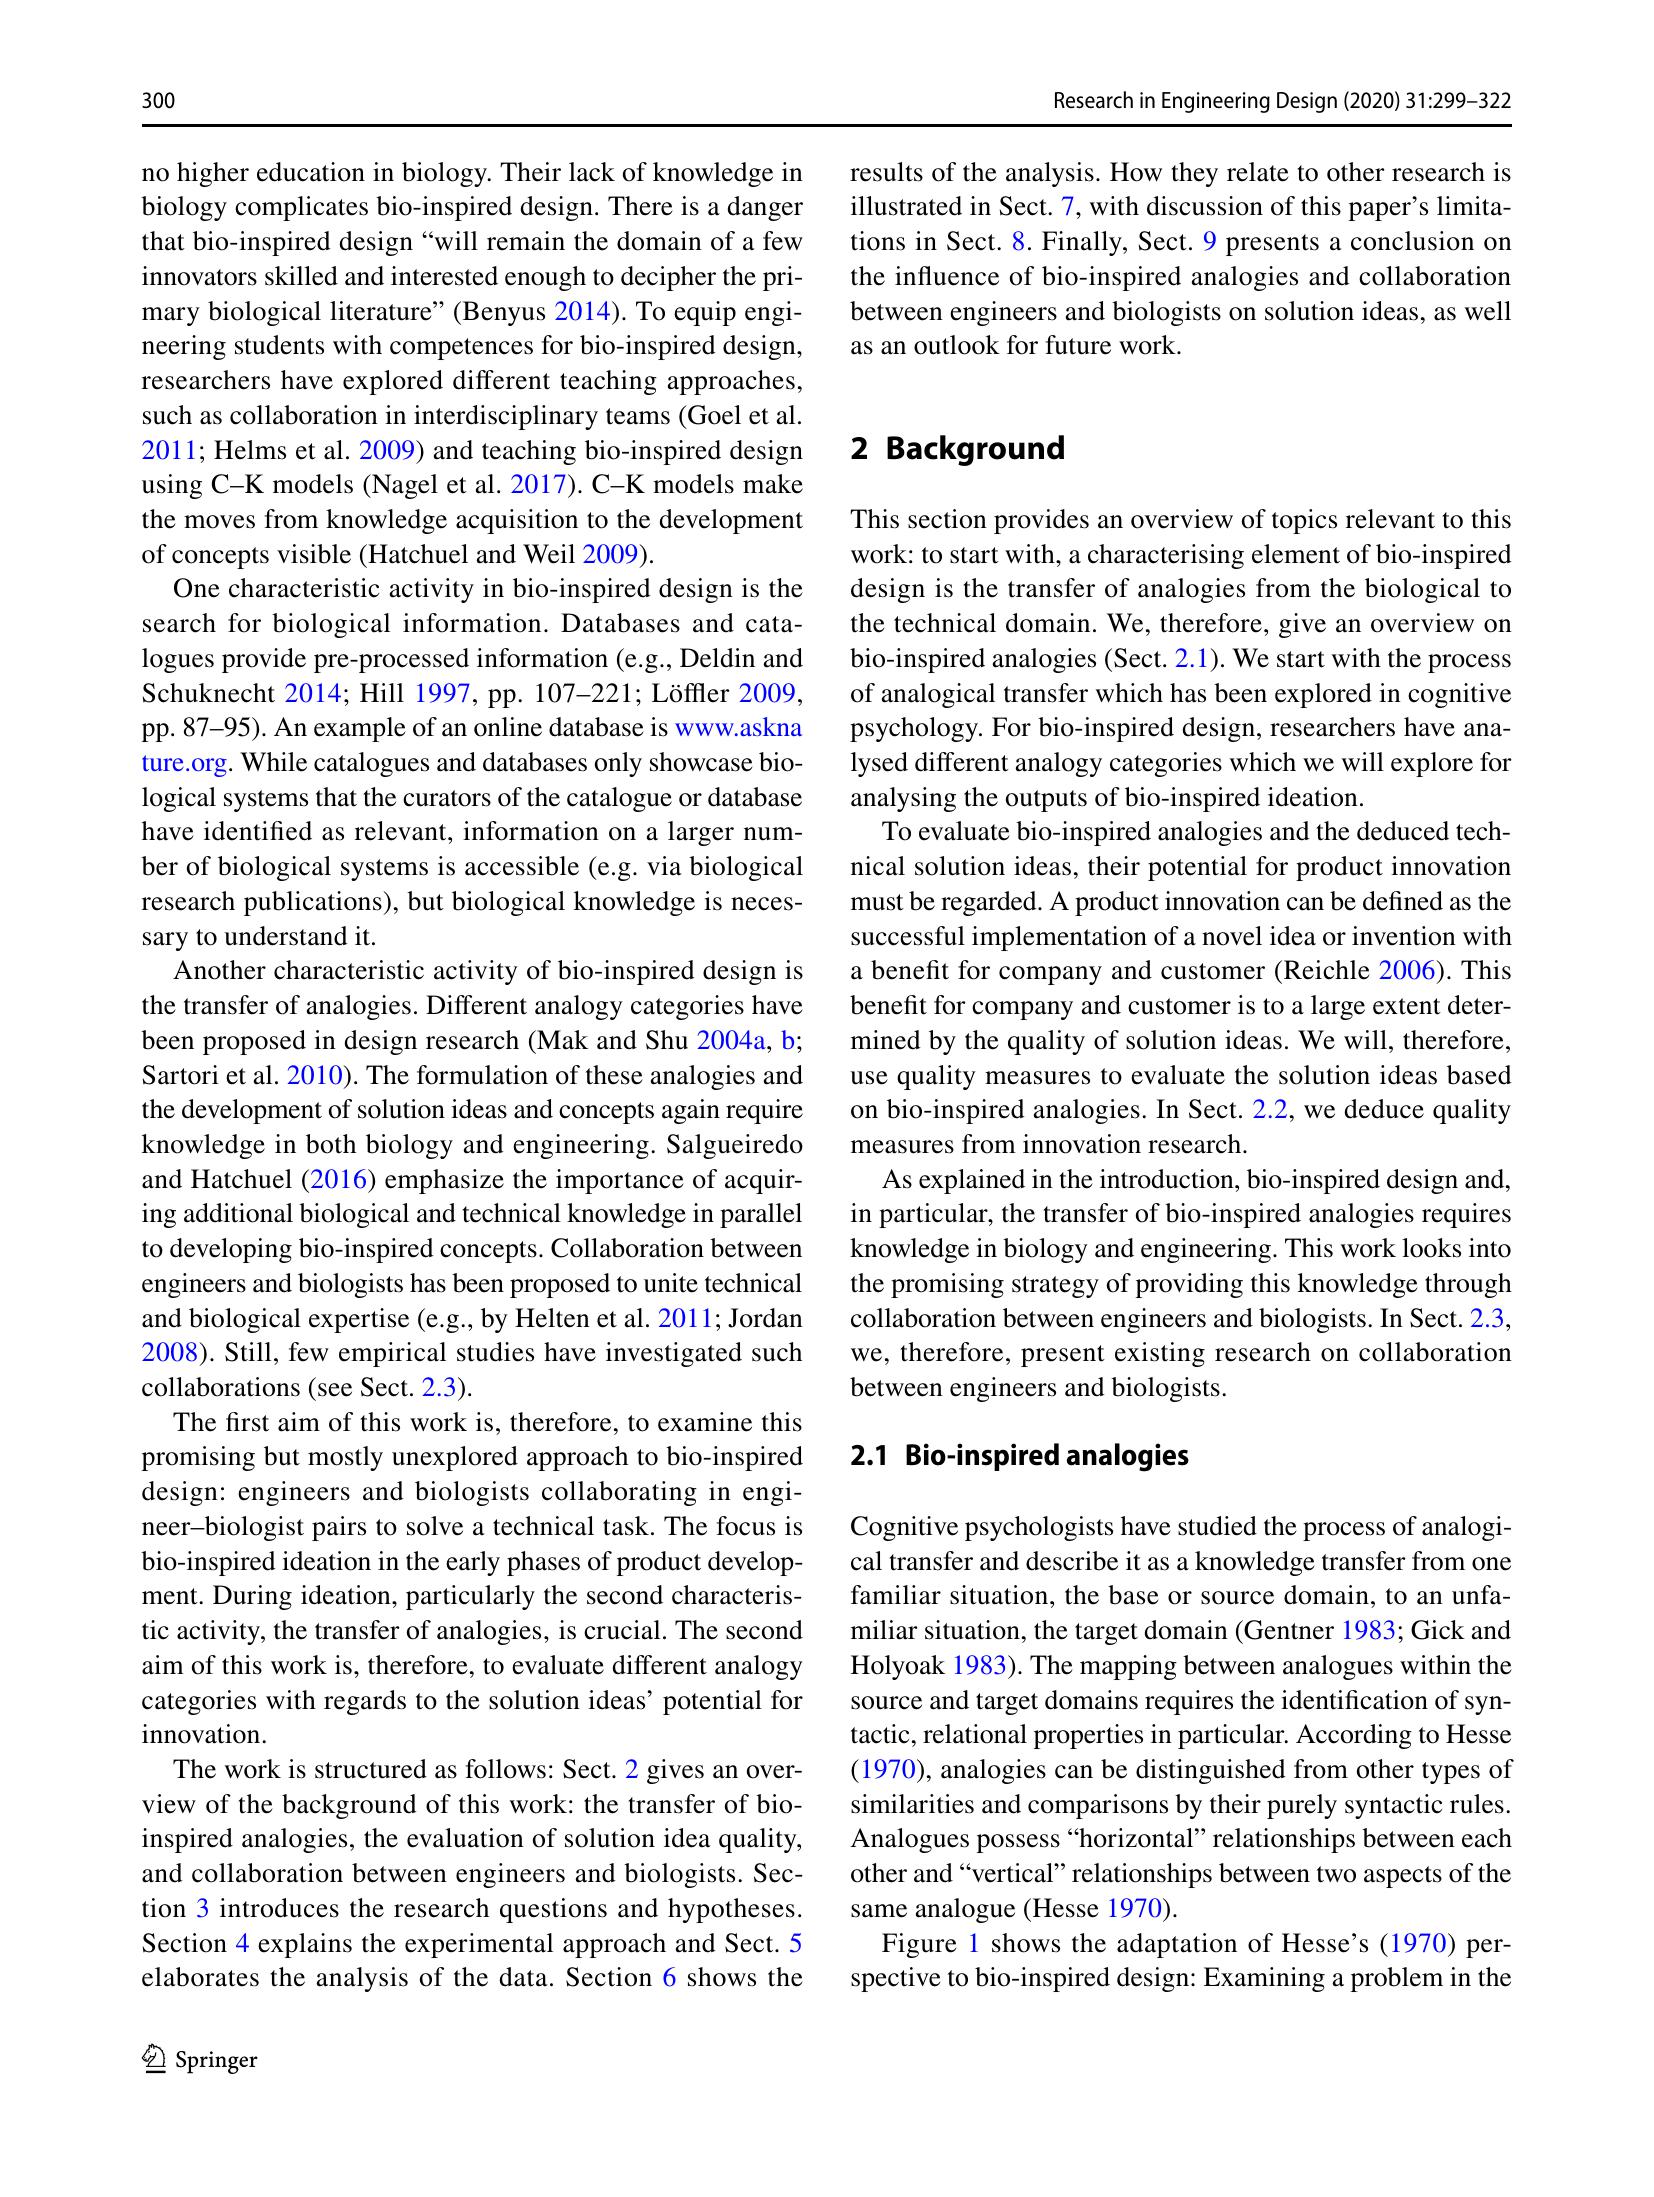 300
Research in Engineering Design (2020) 31:299–322
no higher education in biology. Their lack of knowledge in
biology complicates bio-inspired design. There is a danger
that bio-inspired design “will remain the domain of a few
innovators skilled and interested enough to decipher the pri-
mary biological literature” (Benyus 2014). To equip engi-
neering students with competences for bio-inspired design,
researchers have explored different teaching approaches,
such as collaboration in interdisciplinary teams (Goel et al.
2011; Helms et al. 2009) and teaching bio-inspired design
using C–K models (Nagel et al. 2017). C–K models make
the moves from knowledge acquisition to the development
of concepts visible (Hatchuel and Weil 2009).
One characteristic activity in bio-inspired design is the
search for biological information. Databases and cata-
logues provide pre-processed information (e.g., Deldin and
Schuknecht 2014; Hill 1997, pp. 107–221; Löffler 2009,
pp. 87–95). An example of an online database is www.askna
ture.org. While catalogues and databases only showcase bio-
logical systems that the curators of the catalogue or database
have identified as relevant, information on a larger num-
ber of biological systems is accessible (e.g. via biological
research publications), but biological knowledge is neces-
sary to understand it.
Another characteristic activity of bio-inspired design is
the transfer of analogies. Different analogy categories have
been proposed in design research (Mak and Shu 2004a, b;
Sartori et al. 2010). The formulation of these analogies and
the development of solution ideas and concepts again require
knowledge in both biology and engineering. Salgueiredo
and Hatchuel (2016) emphasize the importance of acquir-
ing additional biological and technical knowledge in parallel
to developing bio-inspired concepts. Collaboration between
engineers and biologists has been proposed to unite technical
and biological expertise (e.g., by Helten et al. 2011; Jordan
2008). Still, few empirical studies have investigated such
collaborations (see Sect. 2.3).
The first aim of this work is, therefore, to examine this
promising but mostly unexplored approach to bio-inspired
design: engineers and biologists collaborating in engi-
neer–biologist pairs to solve a technical task. The focus is
bio-inspired ideation in the early phases of product develop-
ment. During ideation, particularly the second characteris-
tic activity, the transfer of analogies, is crucial. The second
aim of this work is, therefore, to evaluate different analogy
categories with regards to the solution ideas’ potential for
innovation.
The work is structured as follows: Sect. 2 gives an over-
view of the background of this work: the transfer of bio-
inspired analogies, the evaluation of solution idea quality,
and collaboration between engineers and biologists. Sec-
tion 3 introduces the research questions and hypotheses.
Section 4 explains the experimental approach and Sect. 5
elaborates the analysis of the data. Section 6 shows the
results of the analysis. How they relate to other research is
illustrated in Sect. 7, with discussion of this paper’s limita-
tions in Sect. 8. Finally, Sect. 9 presents a conclusion on
the influence of bio-inspired analogies and collaboration
between engineers and biologists on solution ideas, as well
as an outlook for future work.
2 Background
This section provides an overview of topics relevant to this
work: to start with, a characterising element of bio-inspired
design is the transfer of analogies from the biological to
the technical domain. We, therefore, give an overview on
bio-inspired analogies (Sect. 2.1). We start with the process
of analogical transfer which has been explored in cognitive
psychology. For bio-inspired design, researchers have ana-
lysed different analogy categories which we will explore for
analysing the outputs of bio-inspired ideation.
To evaluate bio-inspired analogies and the deduced tech-
nical solution ideas, their potential for product innovation
must be regarded. A product innovation can be defined as the
successful implementation of a novel idea or invention with
a benefit for company and customer (Reichle 2006). This
benefit for company and customer is to a large extent deter-
mined by the quality of solution ideas. We will, therefore,
use quality measures to evaluate the solution ideas based
on bio-inspired analogies. In Sect. 2.2, we deduce quality
measures from innovation research.
As explained in the introduction, bio-inspired design and,
in particular, the transfer of bio-inspired analogies requires
knowledge in biology and engineering. This work looks into
the promising strategy of providing this knowledge through
collaboration between engineers and biologists. In Sect. 2.3,
we, therefore, present existing research on collaboration
between engineers and biologists.
2.1 Bio-inspired analogies
Cognitive psychologists have studied the process of analogi-
cal transfer and describe it as a knowledge transfer from one
familiar situation, the base or source domain, to an unfa-
miliar situation, the target domain (Gentner 1983; Gick and
Holyoak 1983). The mapping between analogues within the
source and target domains requires the identification of syn-
tactic, relational properties in particular. According to Hesse
(1970), analogies can be distinguished from other types of
similarities and comparisons by their purely syntactic rules.
Analogues possess “horizontal” relationships between each
other and “vertical” relationships between two aspects of the
same analogue (Hesse 1970).
Figure 1 shows the adaptation of Hesse’s (1970) per-
spective to bio-inspired design: Examining a problem in the
Springer